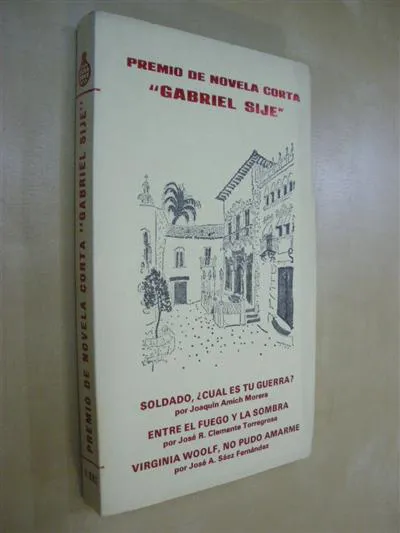 PREMIO DE NOVELA CORTA
"GABRIEL SIJE"
SOLDADO, ¿CUAL ES TU GUERRA?
por Joaquín Amich Morera
ENTRE EL FUEGO Y LA SOMBRA
por José R. Clemente Torregrosa
VIRGINIA WOOLF, NO PUDO AMARME
por José A. Sáez Fernández
PREMIO DE NOVELA CORTA "GABRIEL SIJE"